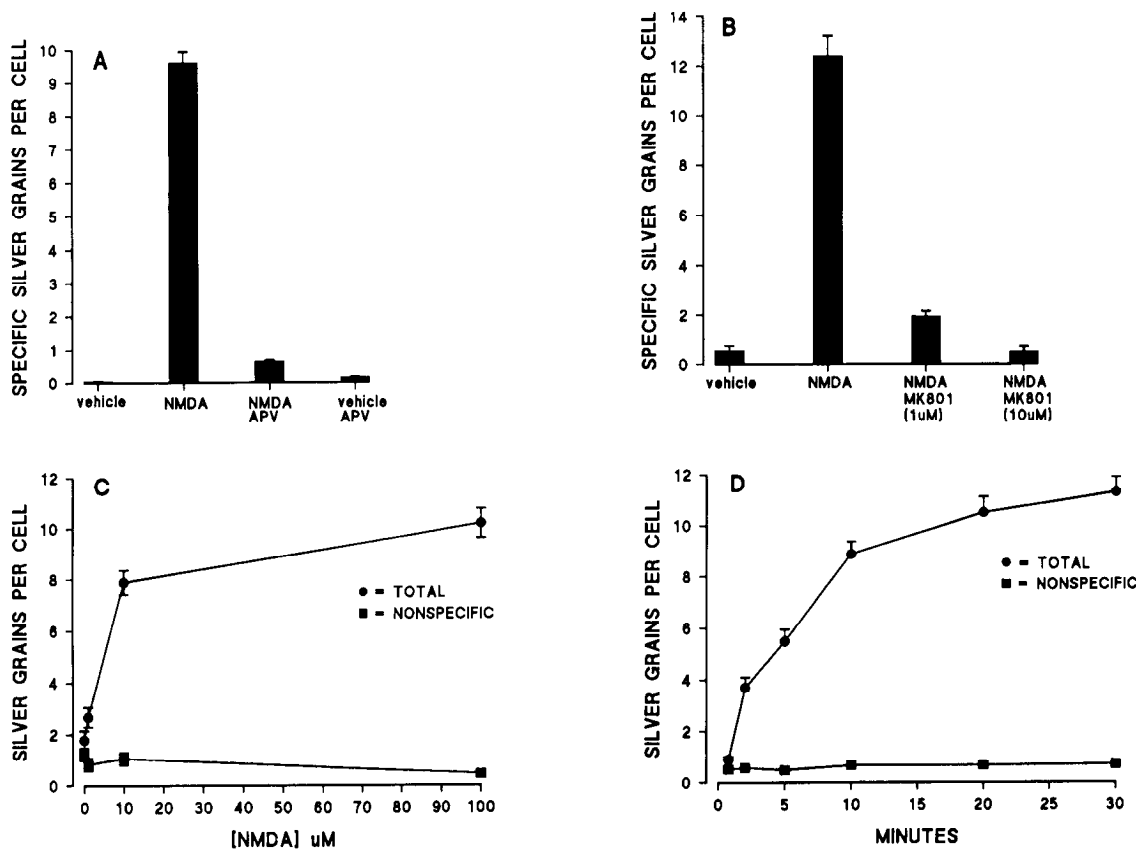 A
SPECIFIC SILVER GRAINS PER CELL
10
9
8
7
6
5
4
3
2
1
0
vehicle
NMDA
NMDA
APV
vehicle
APV
B
SPECIFIC SILVER GRAINS PER CELL
14
12
10
8
6
4
2
0
vehicle
NMDA
NMDA
MK801
(1uM)
NMDA
MK801
(10uM)
C
SILVER GRAINS PER CELL
12
10
8
6
4
2
0
- TOTAL
- NONSPECIFIC
0 10 20 30 40 50 60 70 80 90 100
[NMDA] uM
D
SILVER GRAINS PER CELL
12
10
8
6
4
2
0
- TOTAL
- NONSPECIFIC
0 5 10 15 20 25 30
MINUTES